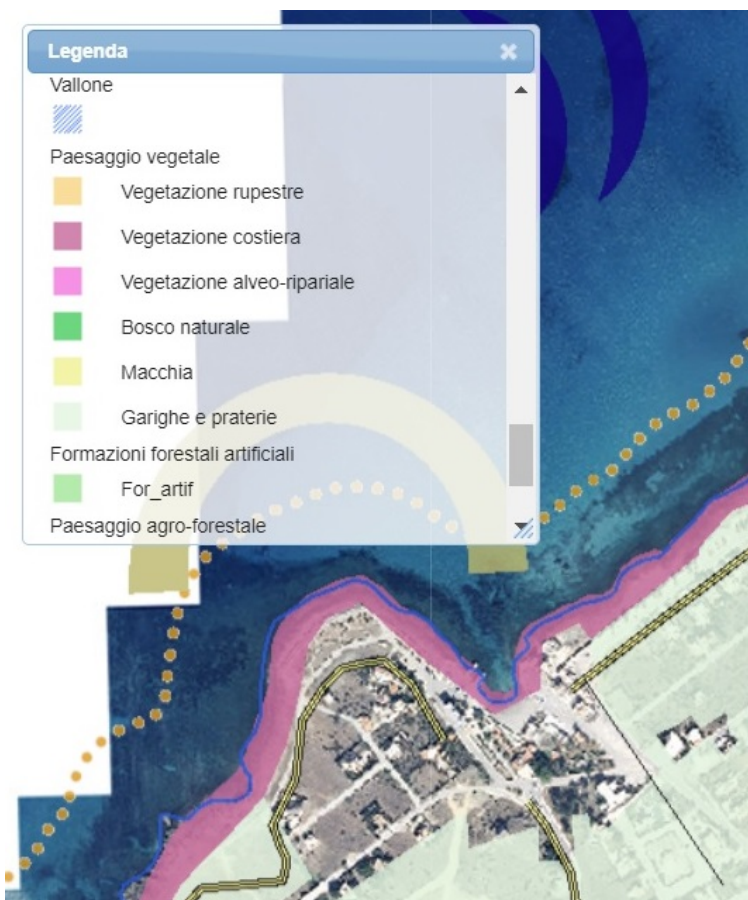 Legenda
Vallone
Paesaggio vegetale
Vegetazione rupestre
Vegetazione costiera
Vegetazione alveo-ripariale
Bosco naturale
Macchia
Garighe e praterie
Formazioni forestali artificiali
For_artif
Paesaggio agro-forestale